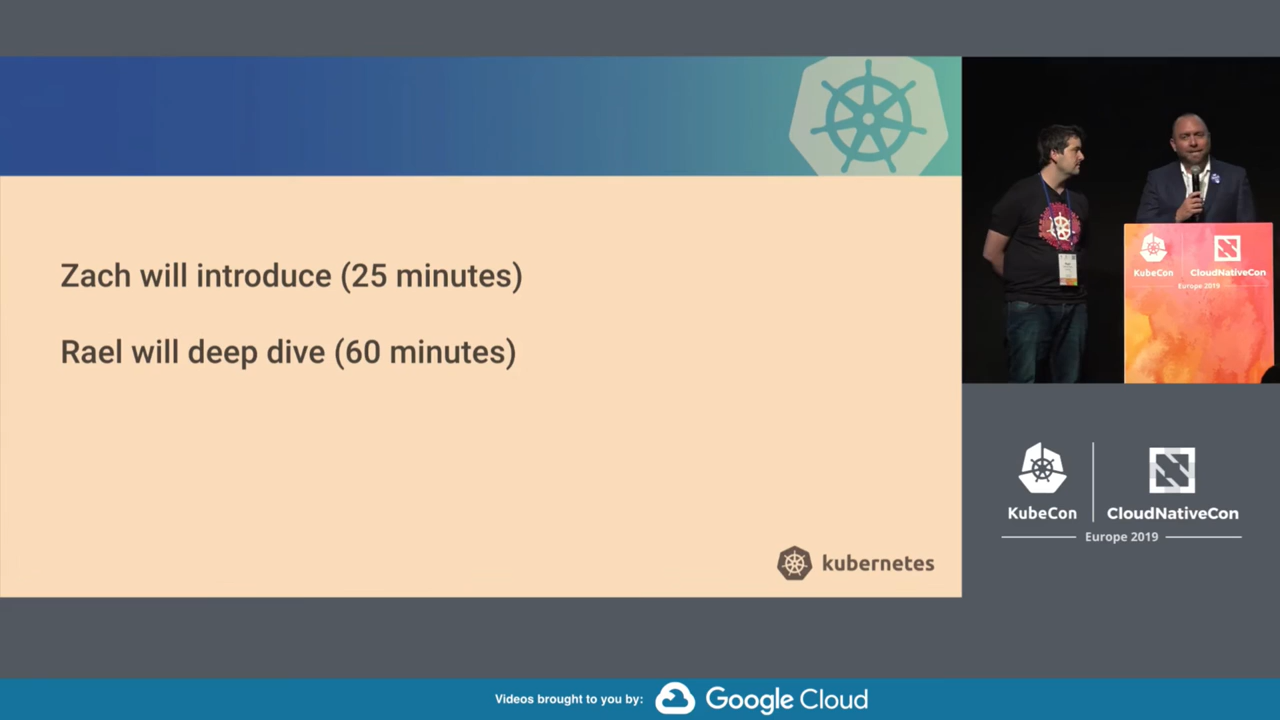 Zach will introduce (25 minutes)
Rael will deep dive (60 minutes)
kubernetes
KubeCon
CloudNativeCon
Europe 2019
KubeCon
CloudNativeCon
Europe 2019
Videos brought to you by:
Google Cloud